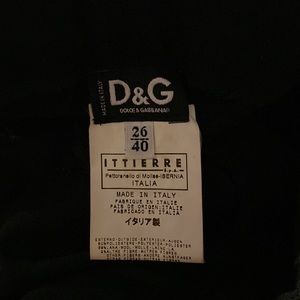 MADE IN ITALY
D&G
DOLCE & GABBANA
26
40
ITTIERRE
S.p.A.
Pettoranello di Molise-ISERNIA
ITALIA
MADE IN ITALY
FABRIQUE EN ITALIE
PAIS DE ORIGEN: ITALIE
FABRICADO EN ITALIA
イタリア製